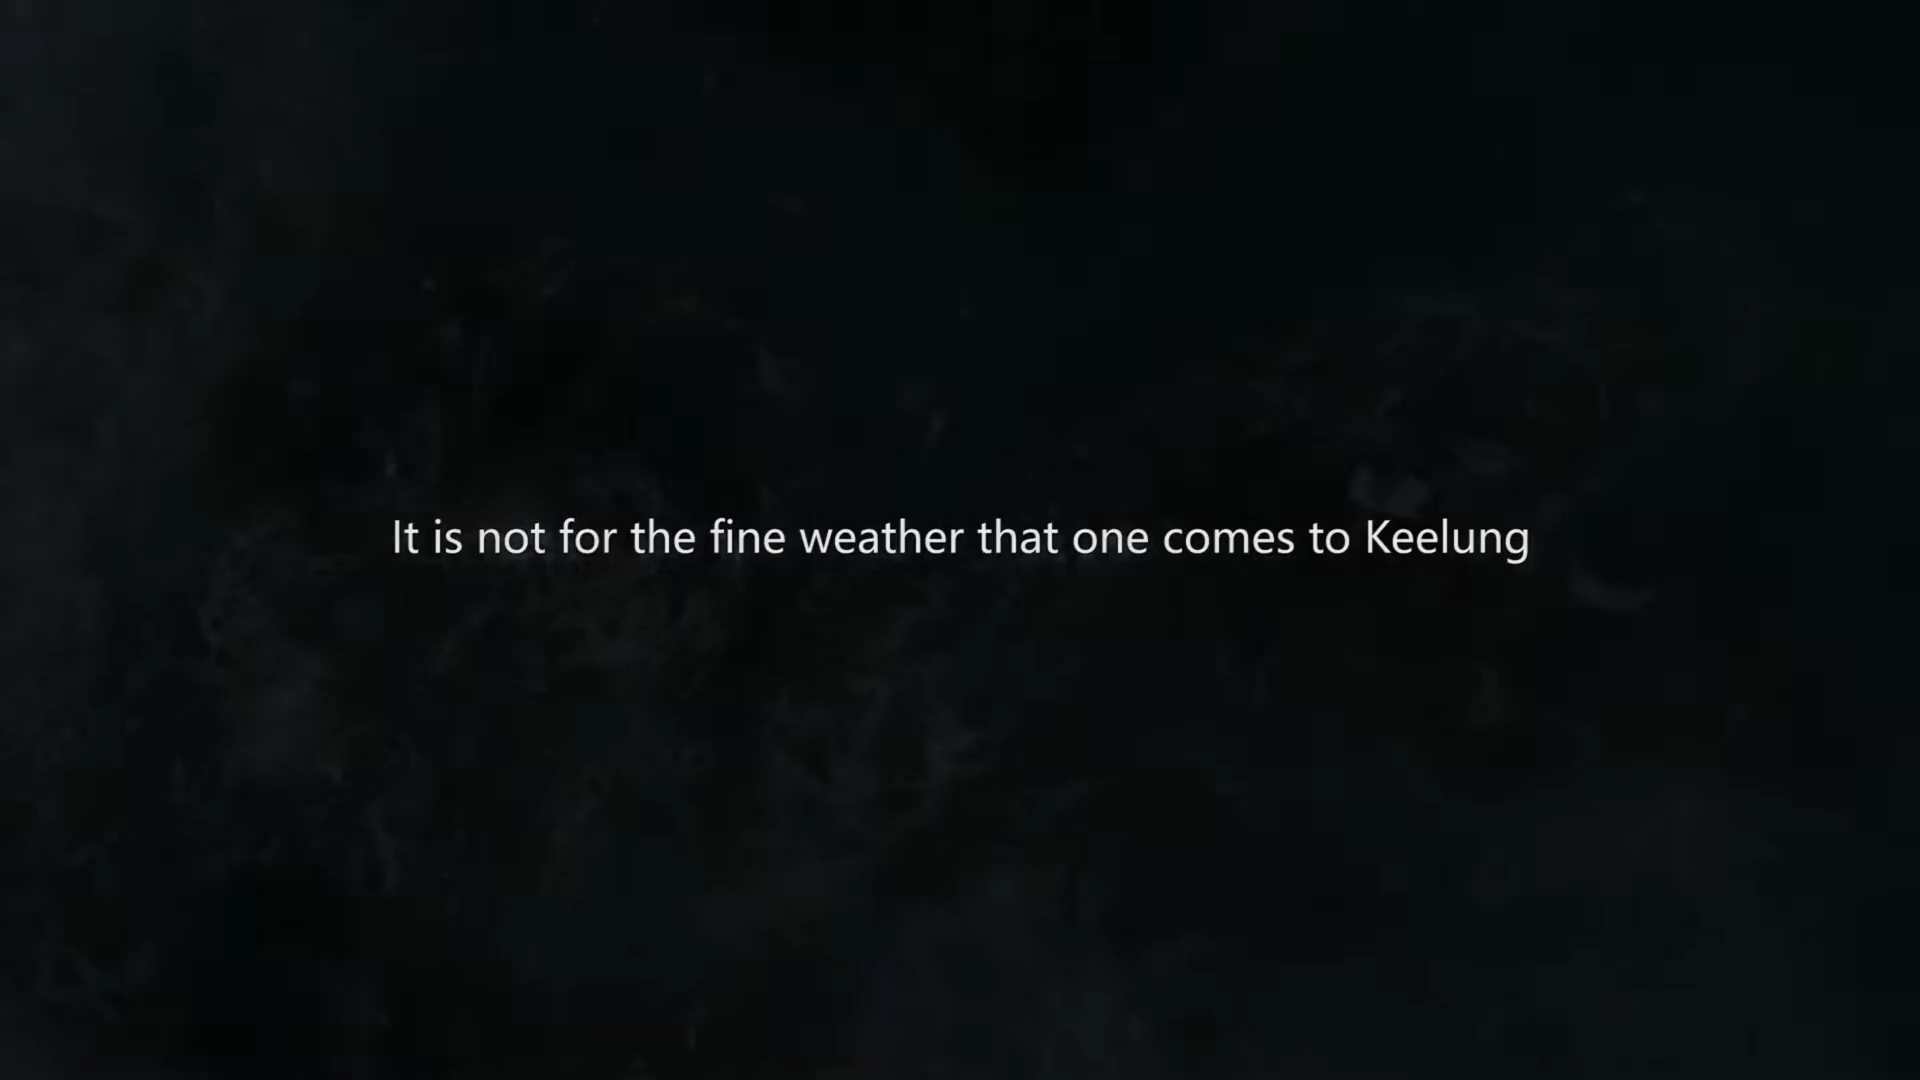 It is not for the fine weather that one comes to Keelung